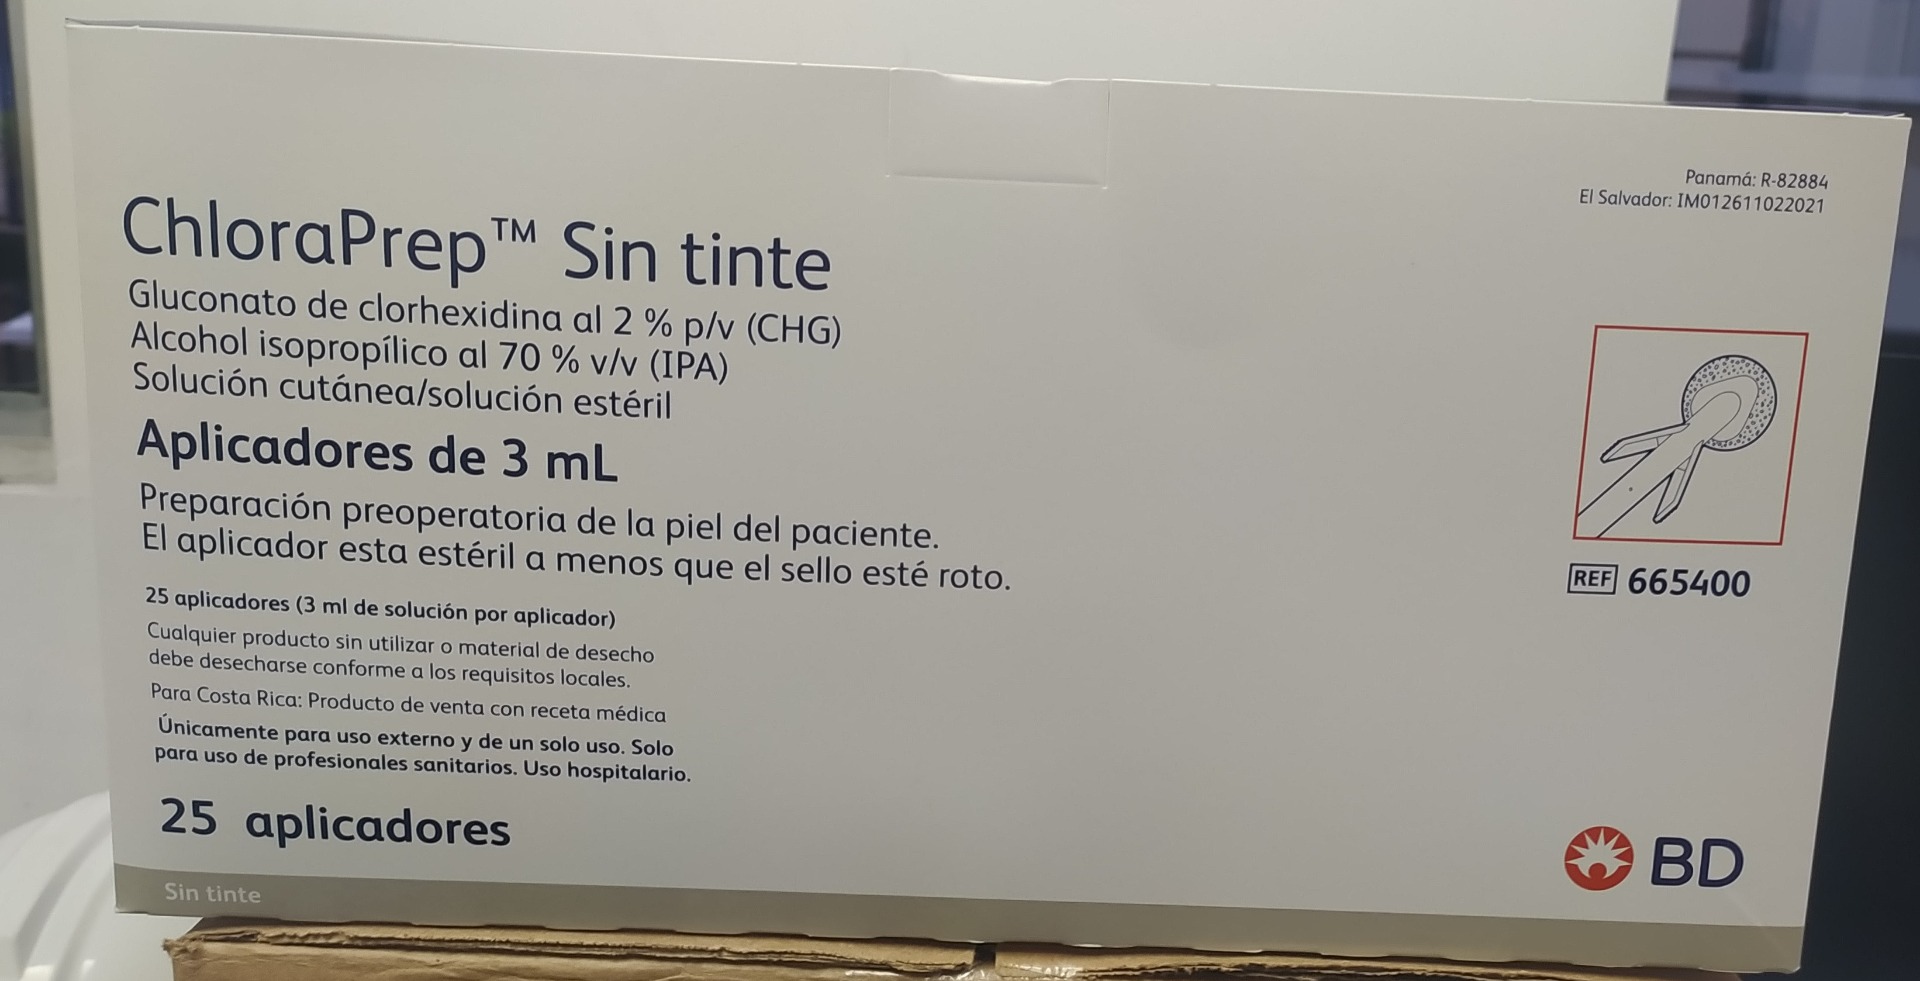 Panamá: R-82884
El Salvador: IM012611022021
ChloraPrep™ Sin tinte
Gluconato de clorhexidina al 2 % p/v (CHG)
Alcohol isopropílico al 70 % v/v (IPA)
Solución cutánea/solución estéril
Aplicadores de 3 mL
Preparación preoperatoria de la piel del paciente.
El aplicador esta estéril a menos que el sello esté roto.
25 aplicadores (3 ml de solución por aplicador)
Cualquier producto sin utilizar o material de desecho
debe desecharse conforme a los requisitos locales.
Para Costa Rica: Producto de venta con receta médica
Únicamente para uso externo y de un solo uso. Solo
para uso de profesionales sanitarios. Uso hospitalario.
25 aplicadores
Sin tinte
REF 665400
BD